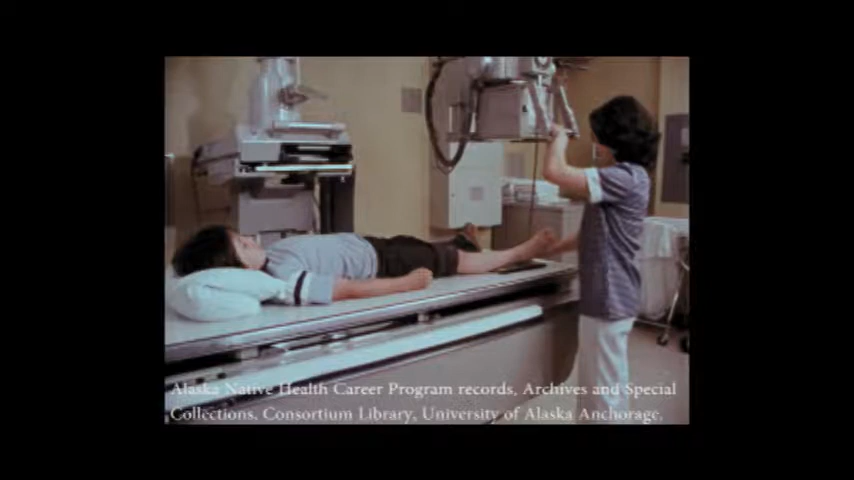 Alaska Native Health Career Program records, Archives and Special
Collections, Consortium Library, University of Alaska Anchorage.